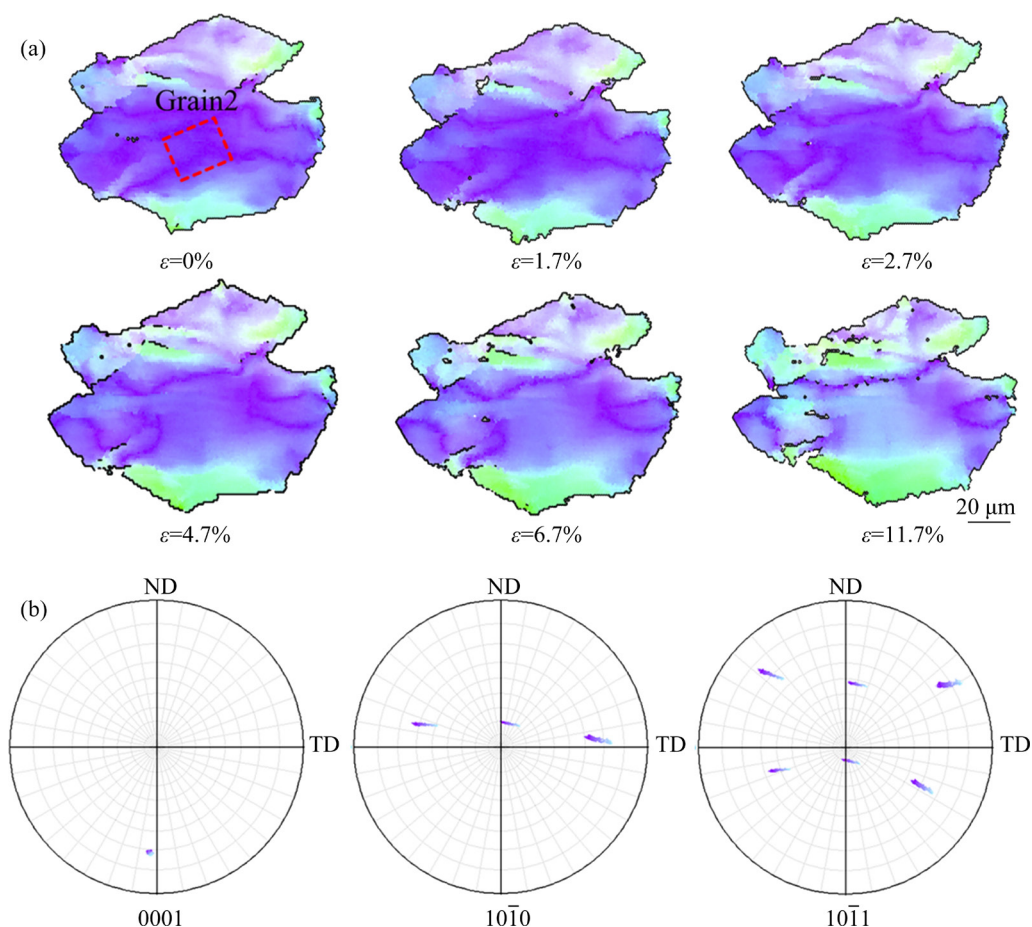 (a)
Grain2
ε=0%
ε=1.7%
ε=2.7%
ε=4.7%
ε=6.7%
ε=11.7%
20 μm
(b)
ND
ND
ND
TD
TD
TD
0001
101̄0
101̄1